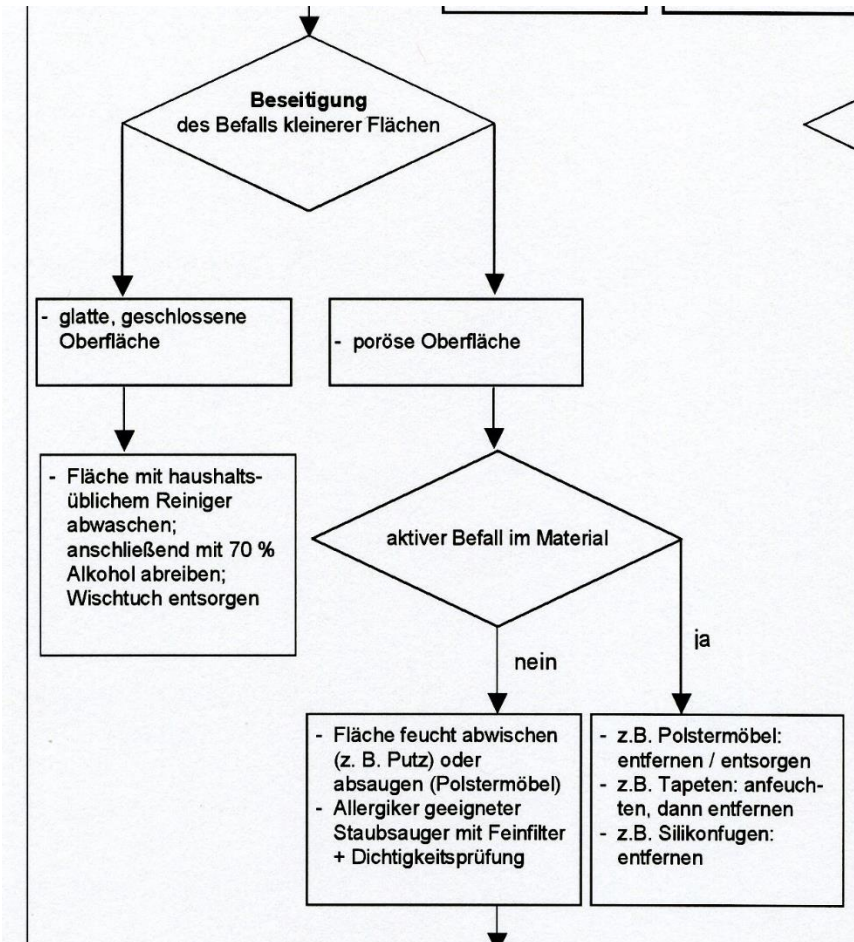 Beseitigung
des Befalls kleinerer Flächen
- glatte, geschlossene
Oberfläche
- poröse Oberfläche
- Fläche mit haushalts-
üblichem Reiniger
abwaschen;
anschließend mit 70 %
Alkohol abreiben;
Wischtuch entsorgen
aktiver Befall im Material
nein
ja
- Fläche feucht abwischen
(z. B. Putz) oder
absaugen (Polstermöbel)
- Allergiker geeigneter
Staubsauger mit Feinfilter
+ Dichtigkeitsprüfung
- z.B. Polstermöbel:
entfernen / entsorgen
- z.B. Tapeten: anfeuch-
ten, dann entfernen
- z.B. Silikonfugen:
entfernen